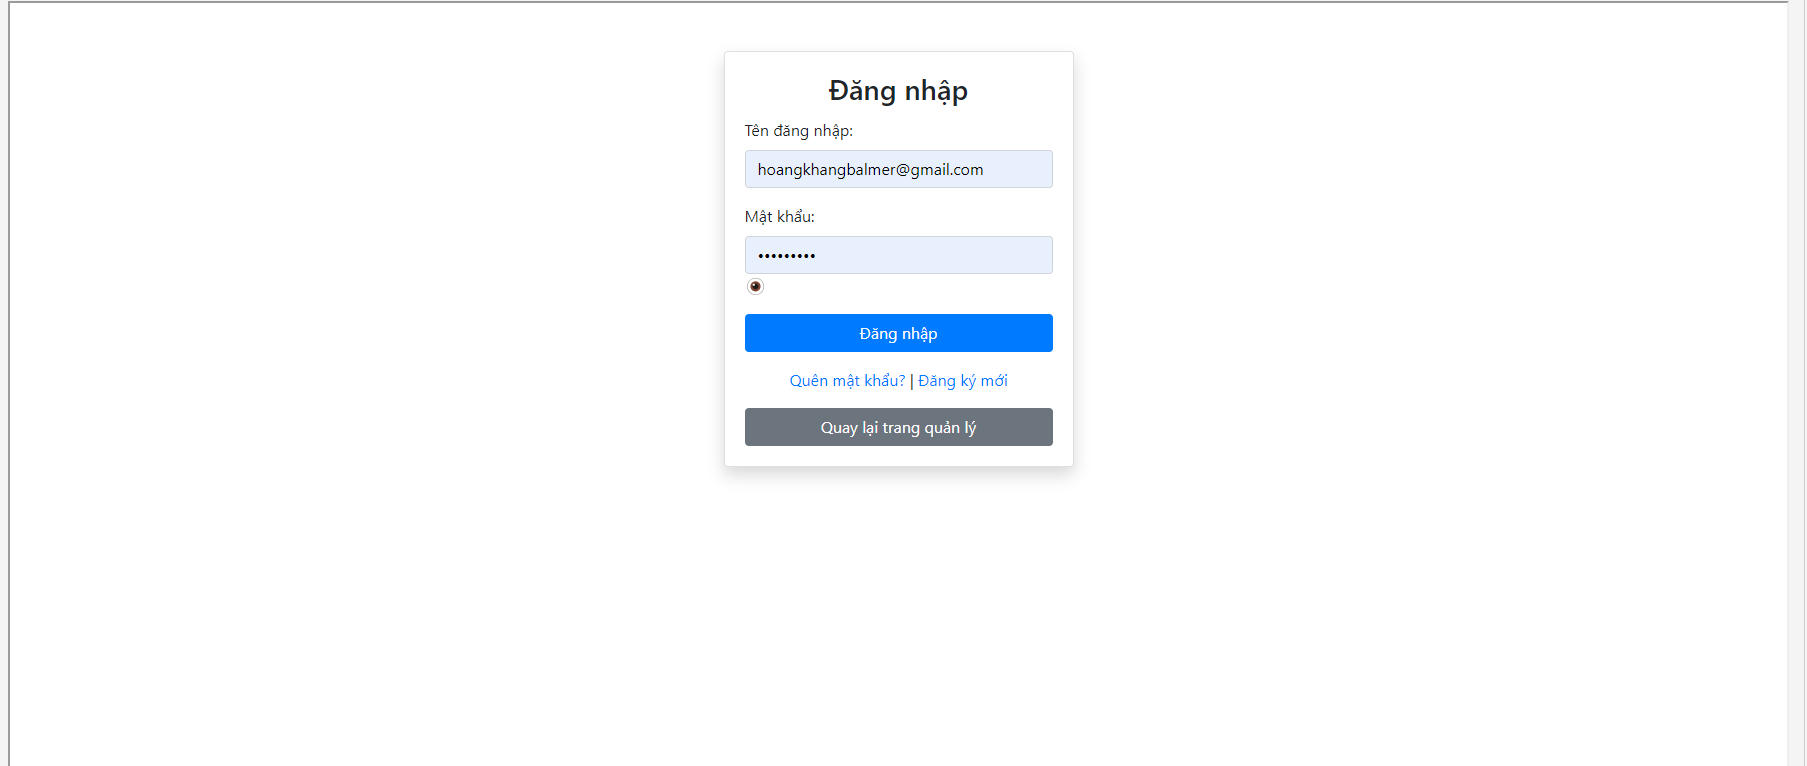 Đăng nhập
Tên đăng nhập:
hoangkhangbalmer@gmail.com
Mật khẩu:
•••••••••
Đăng nhập
Quên mật khẩu? | Đăng ký mới
Quay lại trang quản lý